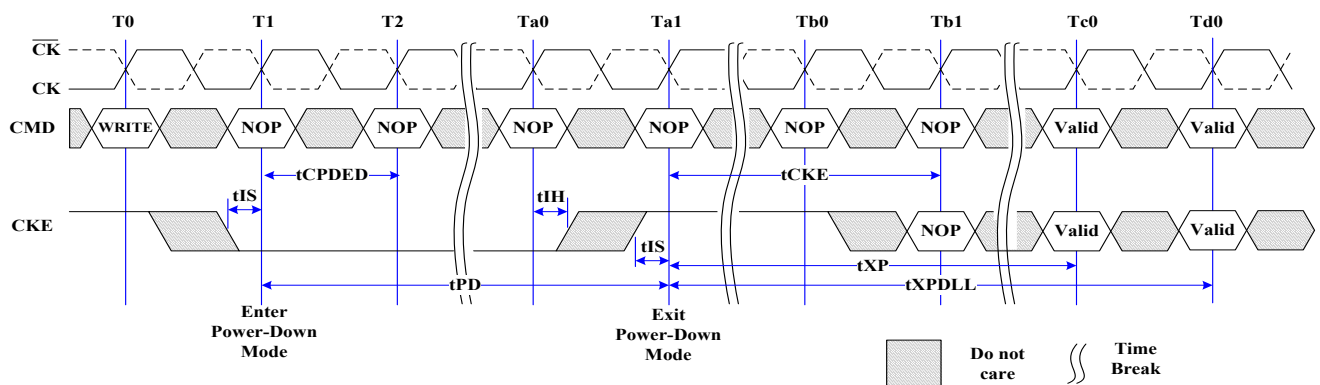 T0 T1 T2 Ta0 Ta1 Tb0 Tb1 Tc0 Td0
CK
CK
CMD WRITE NOP NOP NOP NOP NOP NOP Valid Valid
tCPDED tCKE
tIS tIH
CKE NOP Valid Valid
tIS
tXP
tPD tXPDLL
Enter
Power-Down
Mode
Exit
Power-Down
Mode
Do not
care
Time
Break